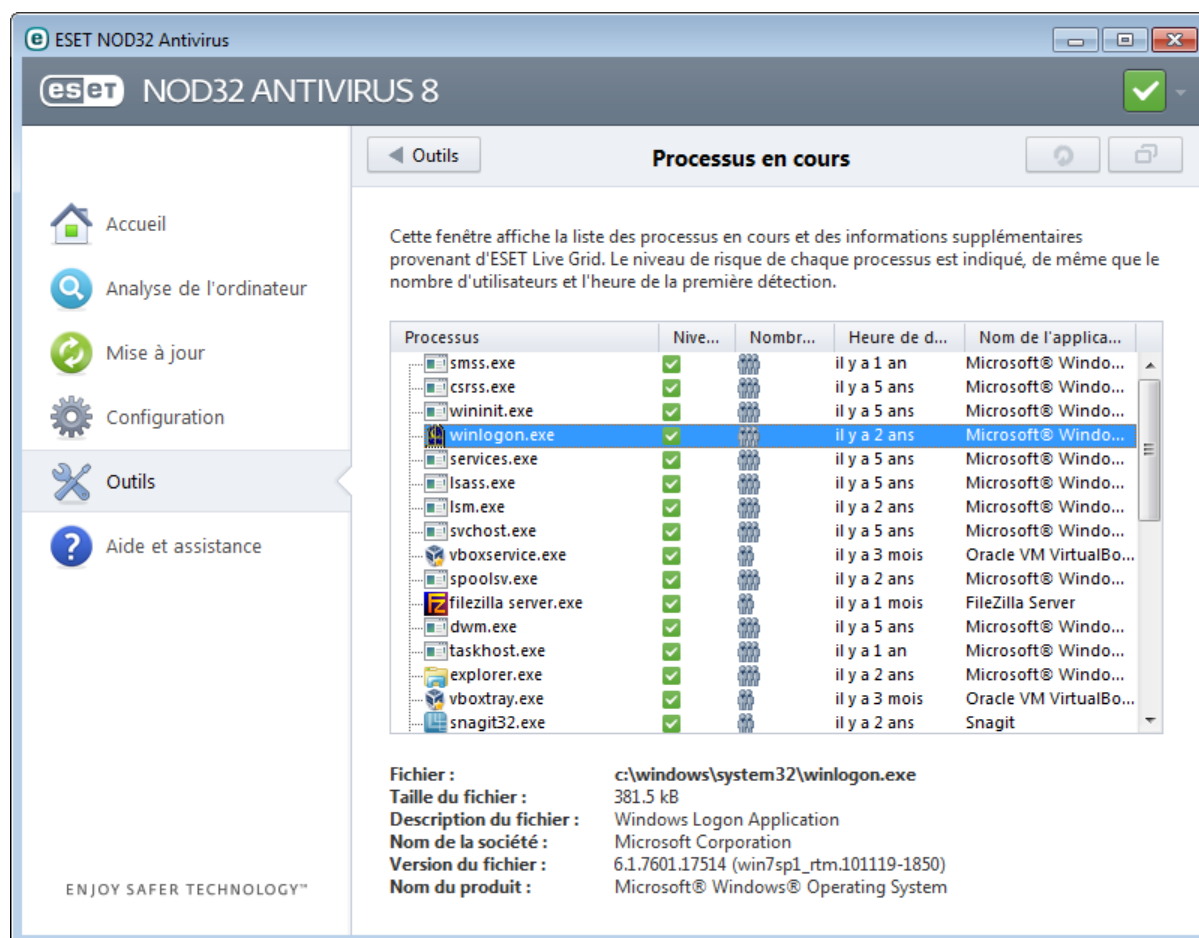 ESET NOD32 Antivirus
eset NOD32 ANTIVIRUS 8
Outils
Processus en cours
Accueil
Analyse de l'ordinateur
Mise à jour
Configuration
Outils
Aide et assistance
ENJOY SAFER TECHNOLOGY™
Cette fenêtre affiche la liste des processus en cours et des informations supplémentaires
provenant d'ESET Live Grid. Le niveau de risque de chaque processus est indiqué, de même que le
nombre d'utilisateurs et l'heure de la première détection.
Processus Nive... Nombr... Heure de d... Nom de l'applica...
smss.exe il y a 1 an Microsoft® Windo...
csrss.exe il y a 5 ans Microsoft® Windo...
wininit.exe il y a 5 ans Microsoft® Windo...
winlogon.exe il y a 2 ans Microsoft® Windo...
services.exe il y a 5 ans Microsoft® Windo...
lsass.exe il y a 5 ans Microsoft® Windo...
lsm.exe il y a 2 ans Microsoft® Windo...
svchost.exe il y a 5 ans Microsoft® Windo...
vboxservice.exe il y a 3 mois Oracle VM VirtualBo...
spoolsv.exe il y a 2 ans Microsoft® Windo...
filezilla server.exe il y a 1 mois FileZilla Server
dwm.exe il y a 5 ans Microsoft® Windo...
taskhost.exe il y a 1 an Microsoft® Windo...
explorer.exe il y a 2 ans Microsoft® Windo...
vboxtray.exe il y a 3 mois Oracle VM VirtualBo...
snagit32.exe il y a 2 ans Snagit
Fichier : c:\windows\system32\winlogon.exe
Taille du fichier : 381.5 kB
Description du fichier : Windows Logon Application
Nom de la société : Microsoft Corporation
Version du fichier : 6.1.7601.17514 (win7sp1_rtm.101119-1850)
Nom du produit : Microsoft® Windows® Operating System